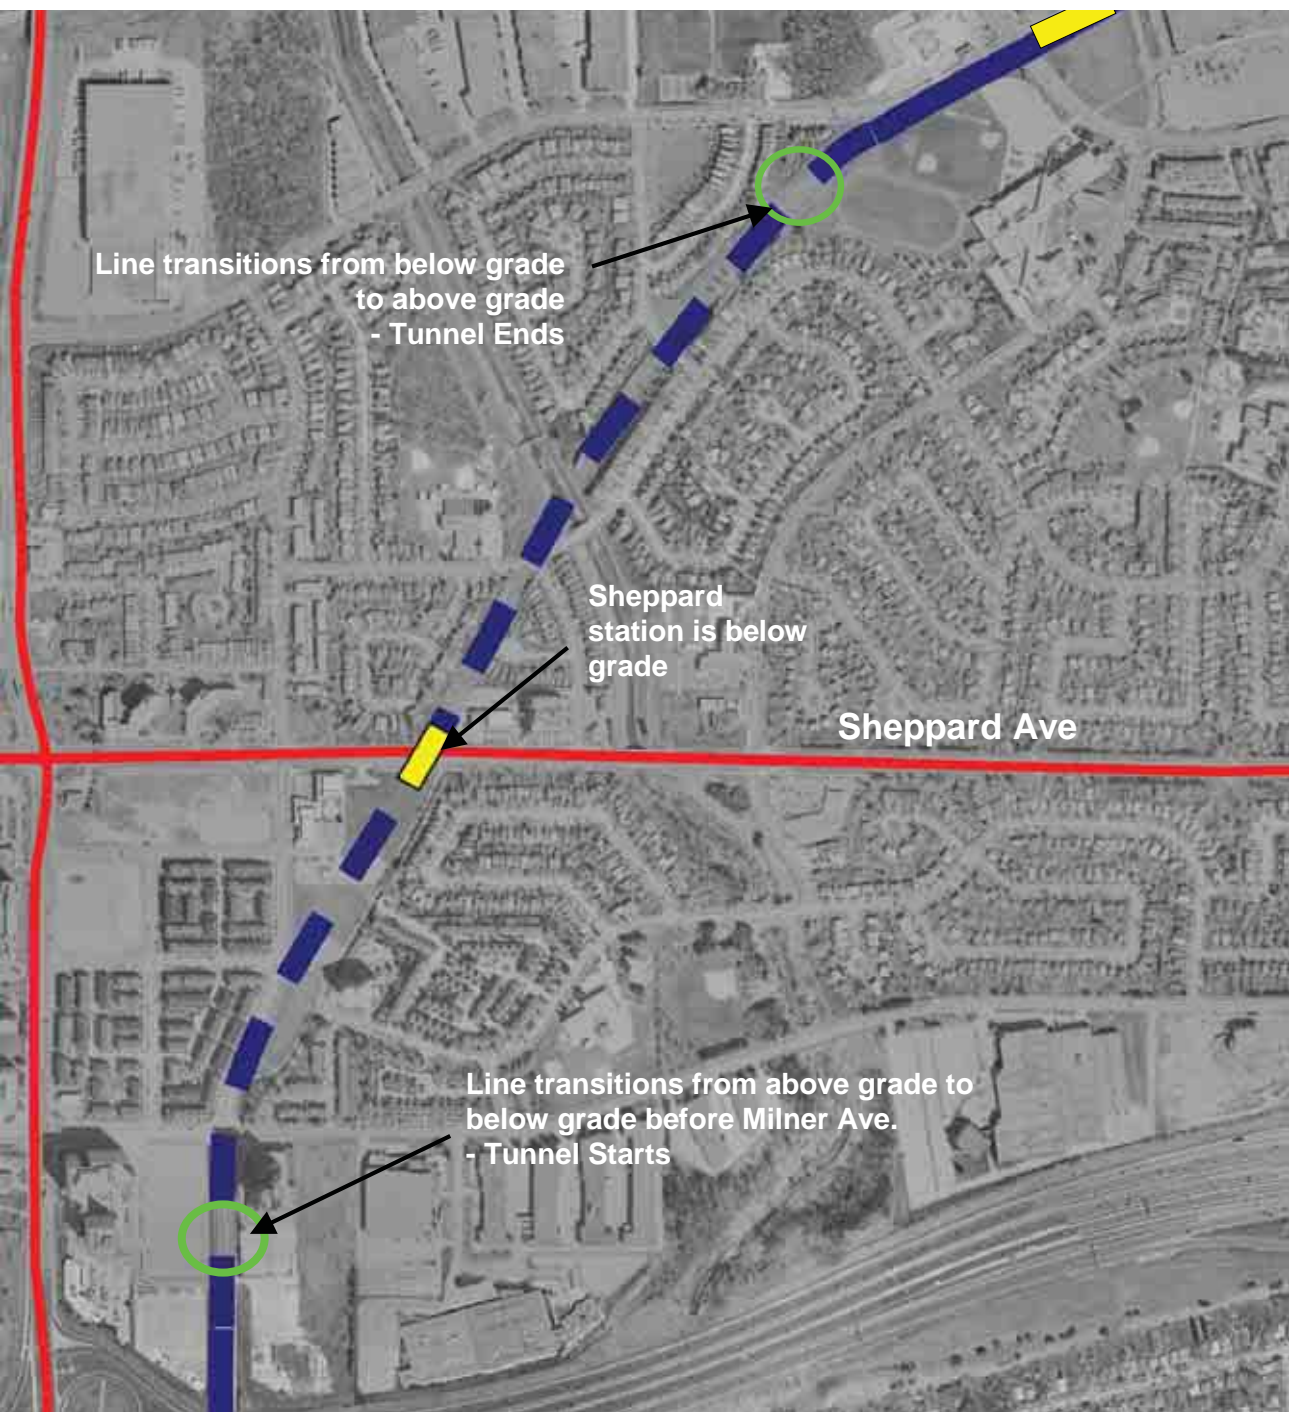 Line transitions from below grade
to above grade
- Tunnel Ends
Sheppard
station is below
grade
Sheppard Ave
Line transitions from above grade to
below grade before Milner Ave.
- Tunnel Starts